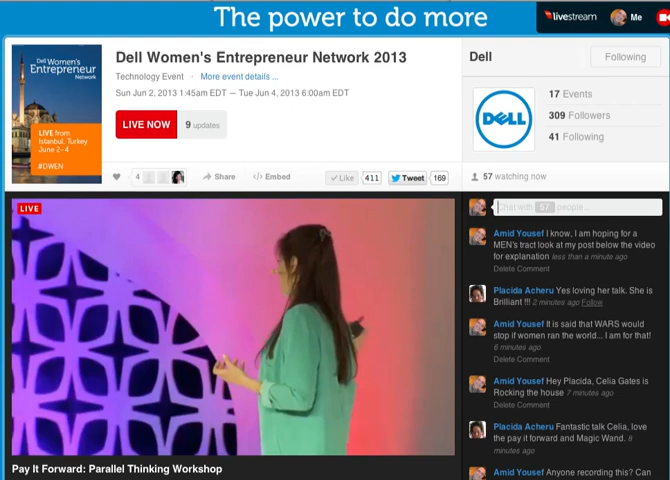 The power to do more
livestream
Me
Dell Women's
Entrepreneur
Network
LIVE from
Istanbul, Turkey
June 2–4
#DWEN
Dell Women's Entrepreneur Network 2013
Technology Event · More event details ...
Sun Jun 2, 2013 1:45am EDT — Tue Jun 4, 2013 6:00am EDT
LIVE NOW
9 updates
4
Share
Embed
Like
411
Tweet
169
Dell
Following
DELL
17 Events
309 Followers
41 Following
57 watching now
LIVE
Pay It Forward: Parallel Thinking Workshop
Chat with 57 people...
Amid Yousef I know, I am hoping for a
MEN's tract look at my post below the video
for explanation less than a minute ago
Delete Comment
Placida Acheru Yes loving her talk. She is
Brilliant !!! 2 minutes ago Follow
Amid Yousef It is said that WARS would
stop if women ran the world... I am for that!
6 minutes ago
Delete Comment
Amid Yousef Hey Placida, Celia Gates is
Rocking the house 7 minutes ago
Delete Comment
Placida Acheru Fantastic talk Celia, love
the pay it forward and Magic Wand. 8
minutes ago
Amid Yousef Anyone recording this? Can